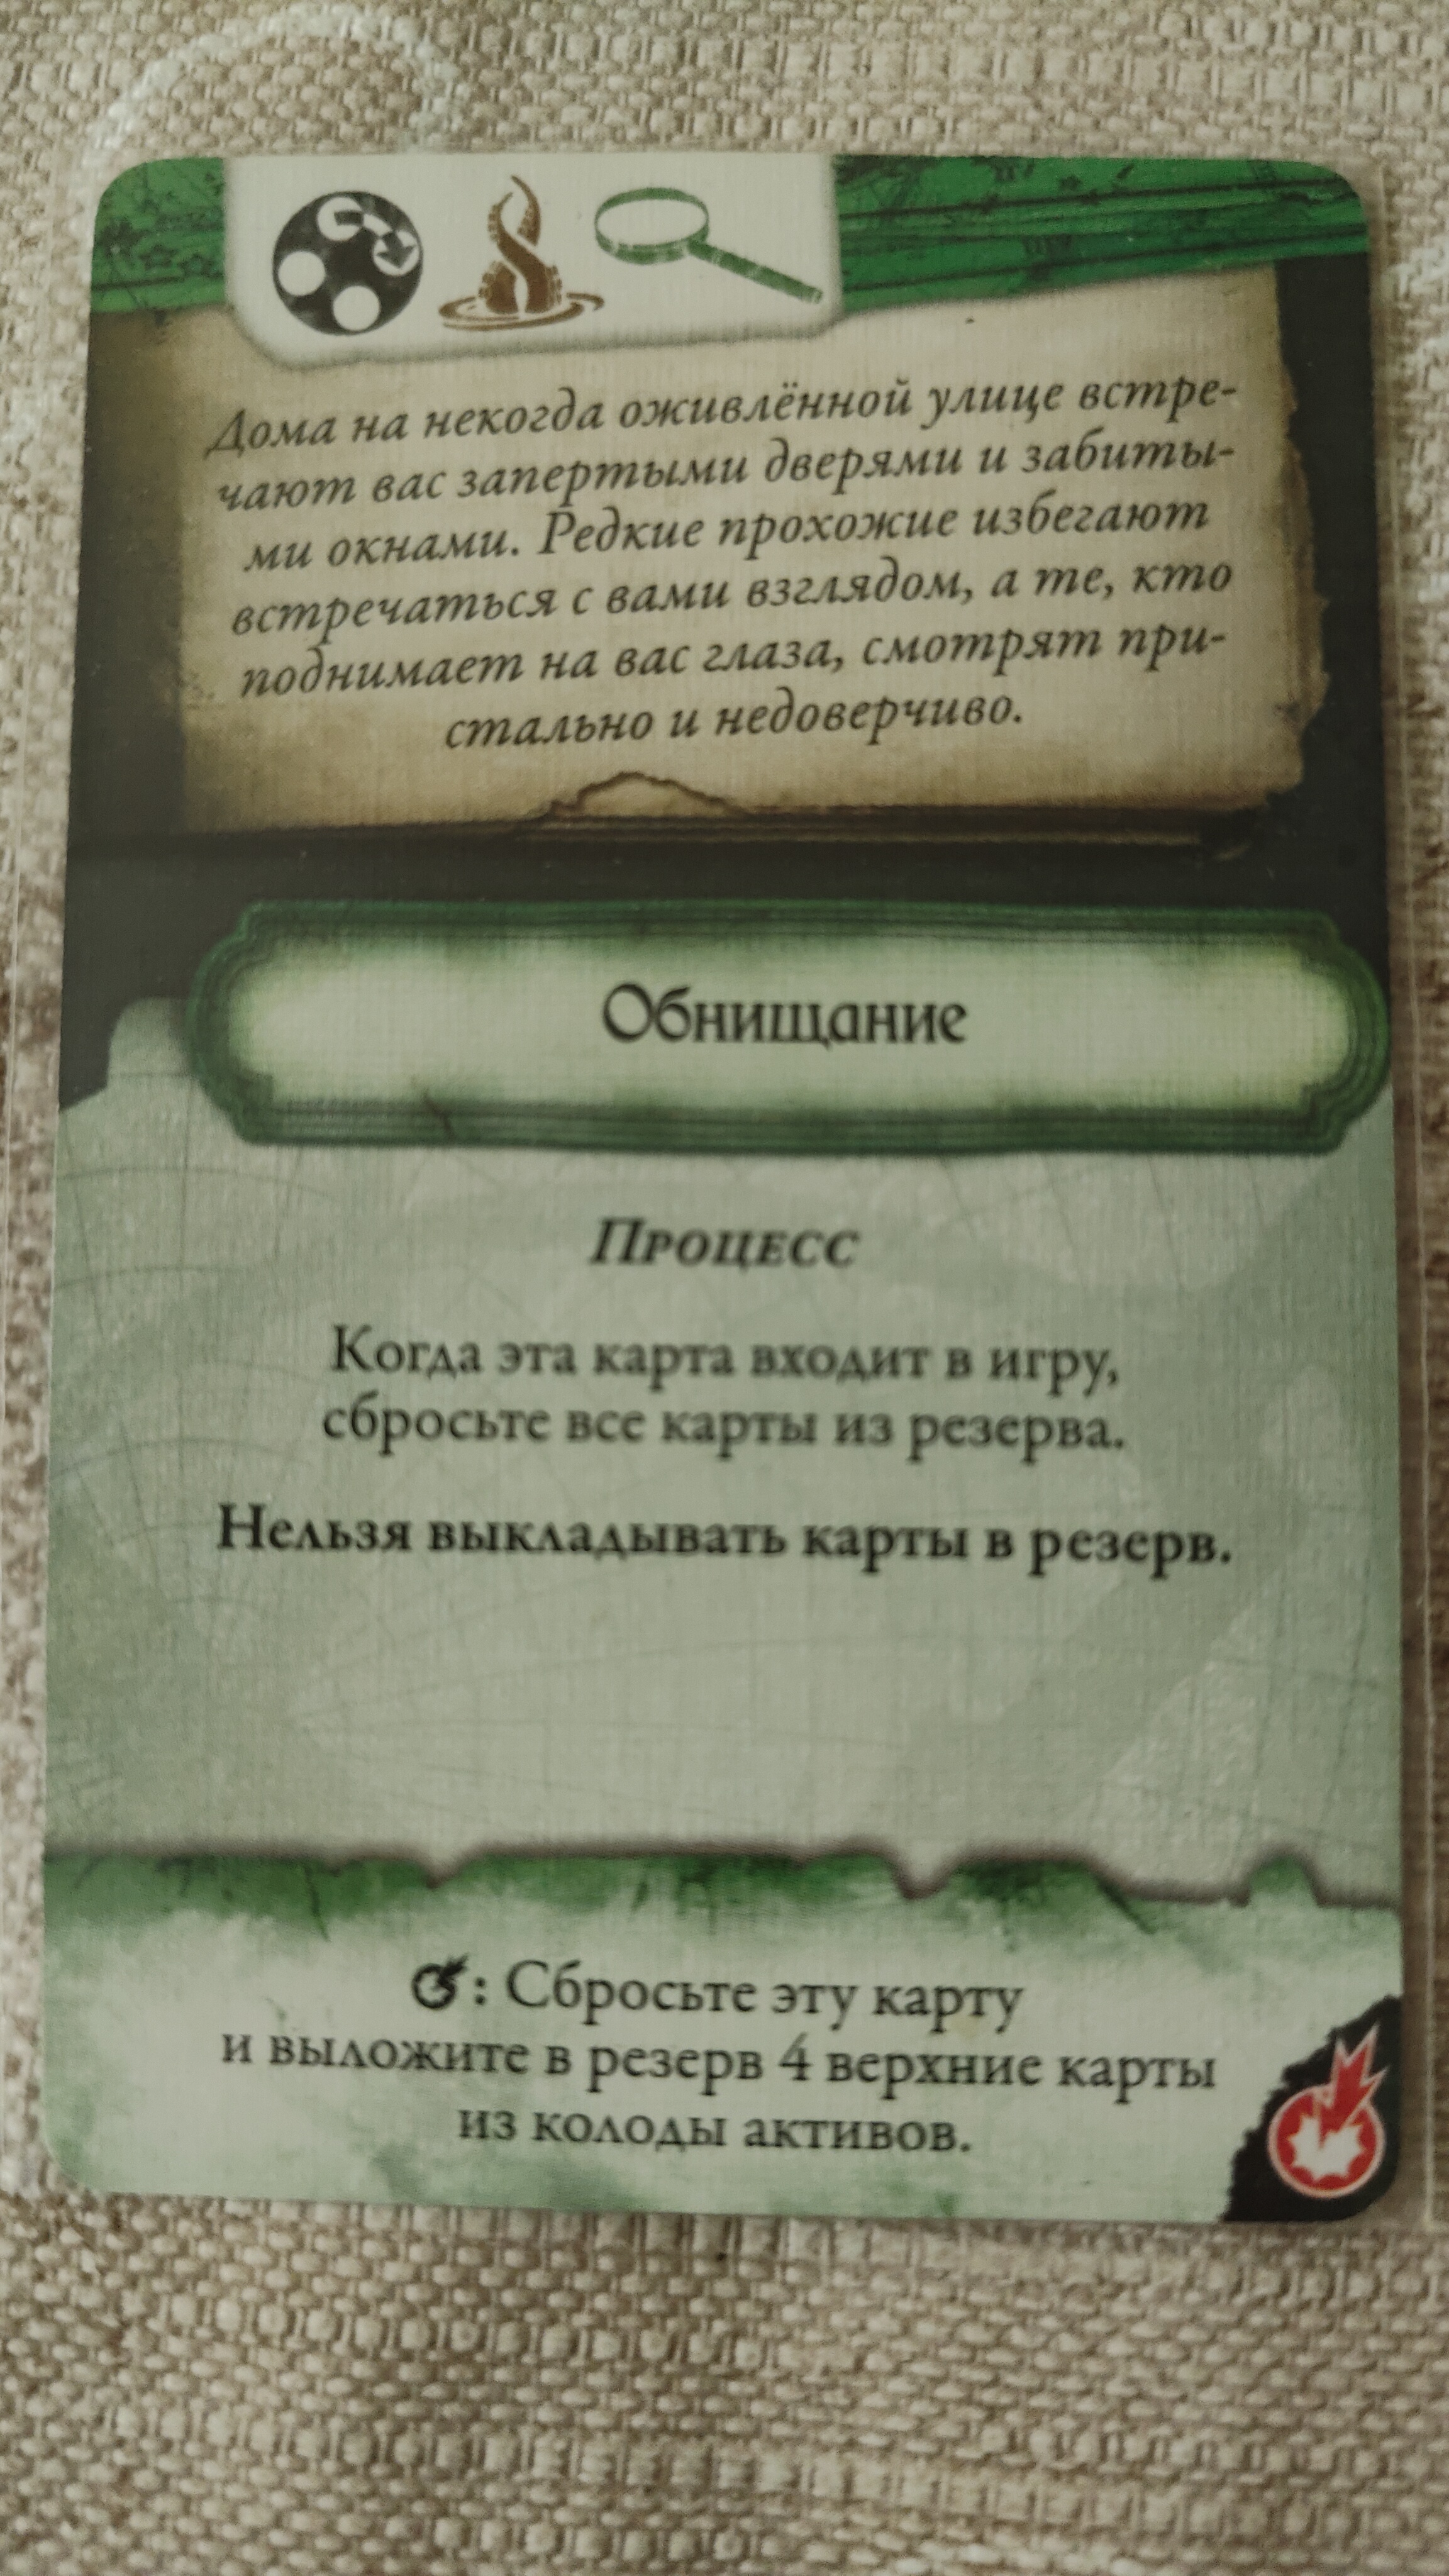 Дома на некогда оживлённой улице встре-
чают вас запертыми дверями и забиты-
ми окнами. Редкие прохожие избегают
встречаться с вами взглядом, а те, кто
поднимает на вас глаза, смотрят при-
стально и недоверчиво.
Обнищание
Процесс
Когда эта карта входит в игру,
сбросьте все карты из резерва.
Нельзя выкладывать карты в резерв.
: Сбросьте эту карту
и выложите в резерв 4 верхние карты
из колоды активов.